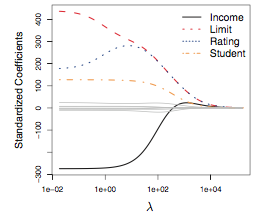 Income
Limit
Rating
Student
Standardized Coefficients
400
300
200
100
0
−100
−300
1e−02 1e+00 1e+02 1e+04
λ